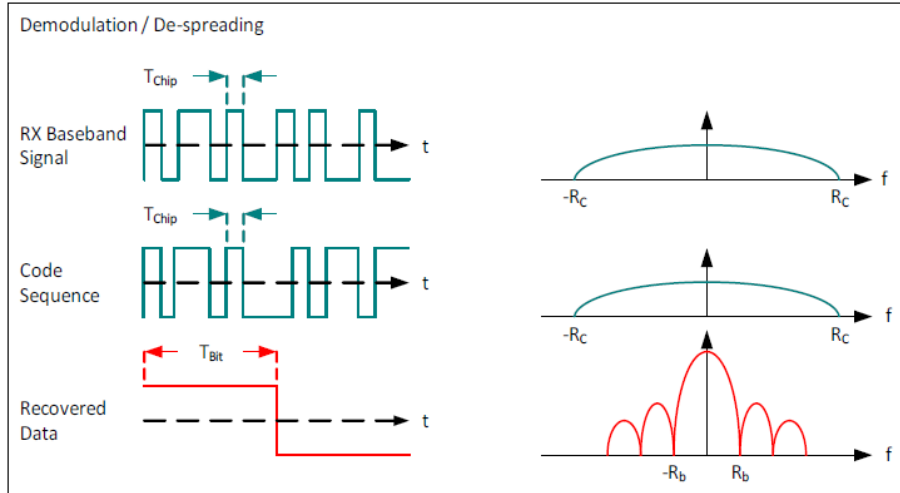 Demodulation / De-spreading
T_Chip
RX Baseband
Signal
t
f
-R_C
R_C
T_Chip
Code
Sequence
t
f
-R_C
R_C
T_Bit
Recovered
Data
t
f
-R_b
R_b